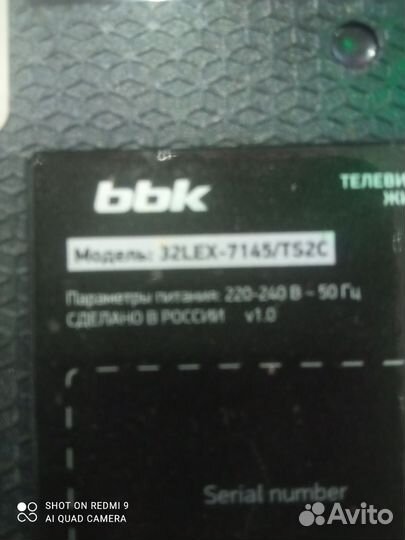 bbk
ТЕЛЕВИ
ЖИ
Модель: 32LEX-7145/TS2C
Параметры питания: 220-240 В ~ 50 Гц
СДЕЛАНО В РОССИИ v1.0
Serial number
SHOT ON REDMI 9
AI QUAD CAMERA
Avito